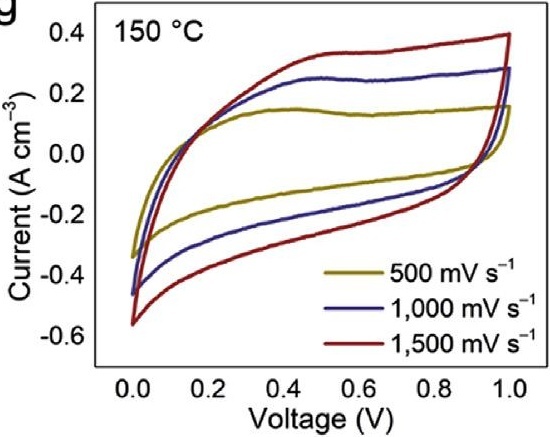 g
150 °C
Current (A cm⁻³)
0.4
0.2
0.0
-0.2
-0.4
-0.6
500 mV s⁻¹
1,000 mV s⁻¹
1,500 mV s⁻¹
0.0 0.2 0.4 0.6 0.8 1.0
Voltage (V)